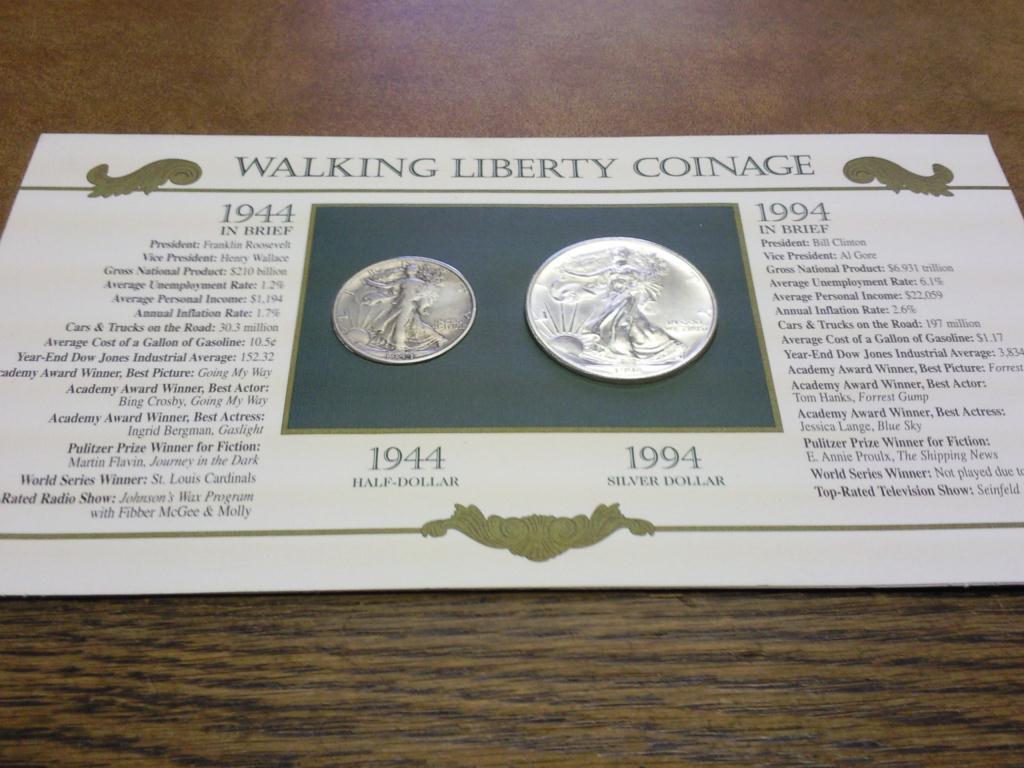 WALKING LIBERTY COINAGE
1944
IN BRIEF
President: Franklin Roosevelt
Vice President: Henry Wallace
Gross National Product: $210 billion
Average Unemployment Rate: 1.2%
Average Personal Income: $1,194
Annual Inflation Rate: 1.7%
Cars & Trucks on the Road: 30.3 million
Average Cost of a Gallon of Gasoline: 10.5¢
Year-End Dow Jones Industrial Average: 152.32
cademy Award Winner, Best Picture: Going My Way
Academy Award Winner, Best Actor:
Bing Crosby, Going My Way
Academy Award Winner, Best Actress:
Ingrid Bergman, Gaslight
Pulitzer Prize Winner for Fiction:
Martin Flavin, Journey in the Dark
World Series Winner: St. Louis Cardinals
-Rated Radio Show: Johnson's Wax Program
with Fibber McGee & Molly
1944
HALF-DOLLAR
1994
SILVER DOLLAR
1994
IN BRIEF
President: Bill Clinton
Vice President: Al Gore
Gross National Product: $6.931 trillion
Average Unemployment Rate: 6.1%
Average Personal Income: $22,059
Annual Inflation Rate: 2.6%
Cars & Trucks on the Road: 197 million
Average Cost of a Gallon of Gasoline: $1.17
Year-End Dow Jones Industrial Average: 3,834
Academy Award Winner, Best Picture: Forrest
Academy Award Winner, Best Actor:
Tom Hanks, Forrest Gump
Academy Award Winner, Best Actress:
Jessica Lange, Blue Sky
Pulitzer Prize Winner for Fiction:
E. Annie Proulx, The Shipping News
World Series Winner: Not played due to
Top-Rated Television Show: Seinfeld